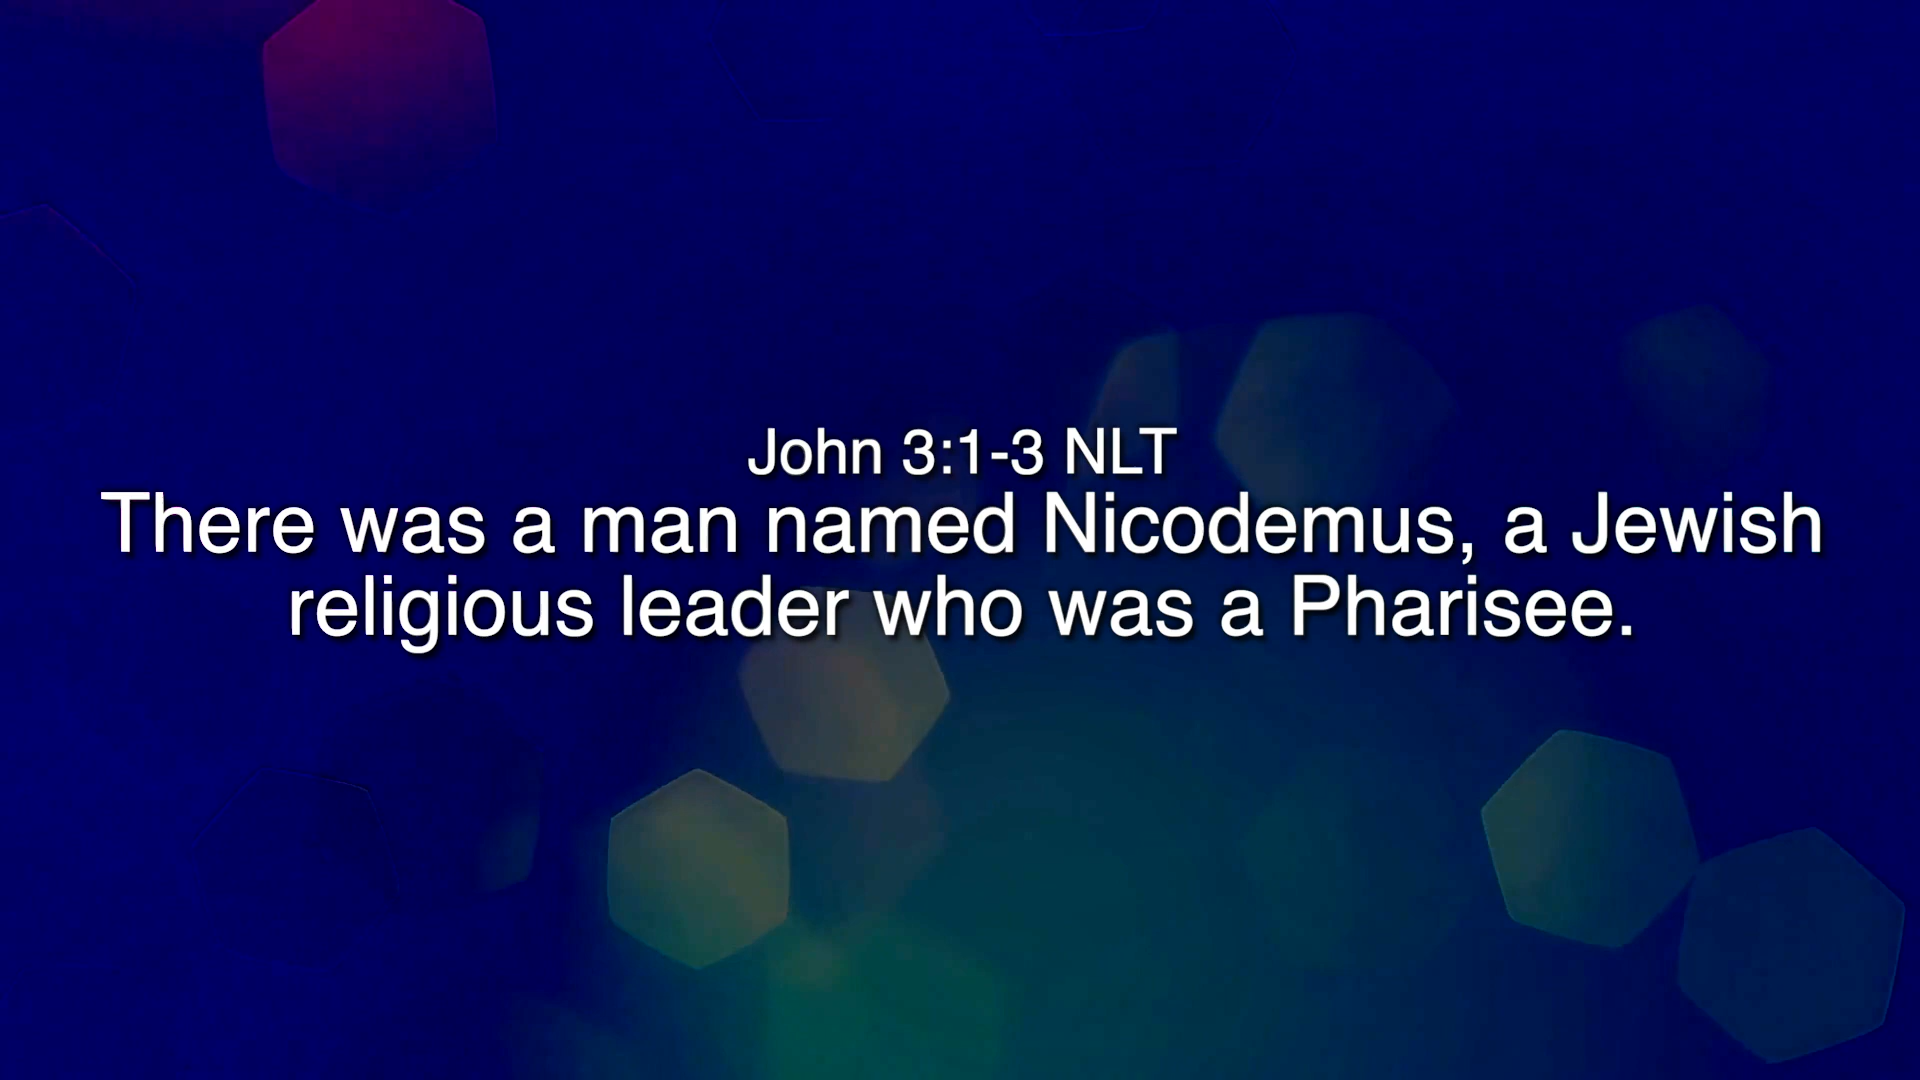 John 3:1-3 NLT
There was a man named Nicodemus, a Jewish
religious leader who was a Pharisee.